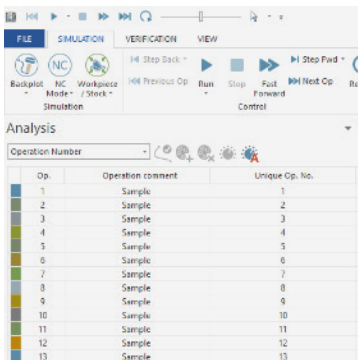 FILE SIMULATION VERIFICATION VIEW
Step Back Step Fwd
Previous Op Next Op
Backplot NC Mode Workpiece / Stock Run Stop Fast Forward
Simulation Control
Analysis
Operation Number
Op. Operation comment Unique Op. No.
1 Sample 1
2 Sample 2
3 Sample 3
4 Sample 4
5 Sample 5
6 Sample 6
7 Sample 7
8 Sample 8
9 Sample 9
10 Sample 10
11 Sample 11
12 Sample 12
13 Sample 13